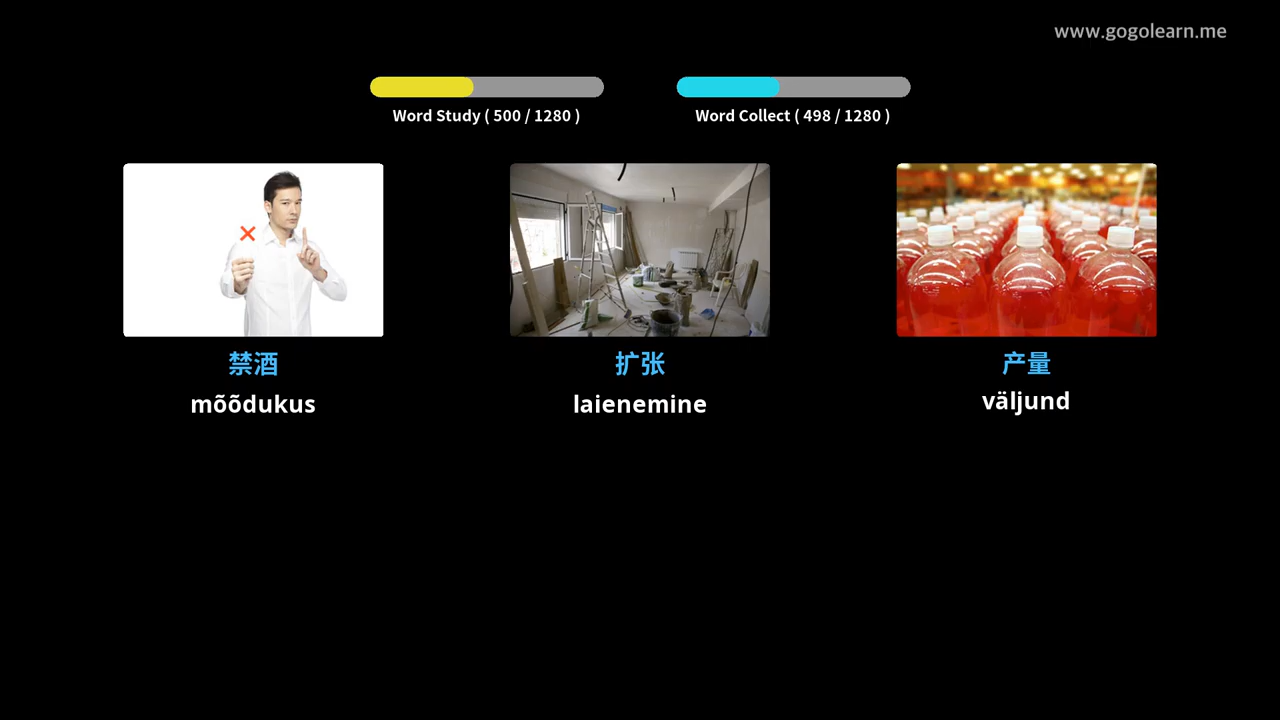 www.gogolearn.me
Word Study ( 500 / 1280 )
Word Collect ( 498 / 1280 )
禁酒
扩张
产量
mõõdukus
laienemine
väljund